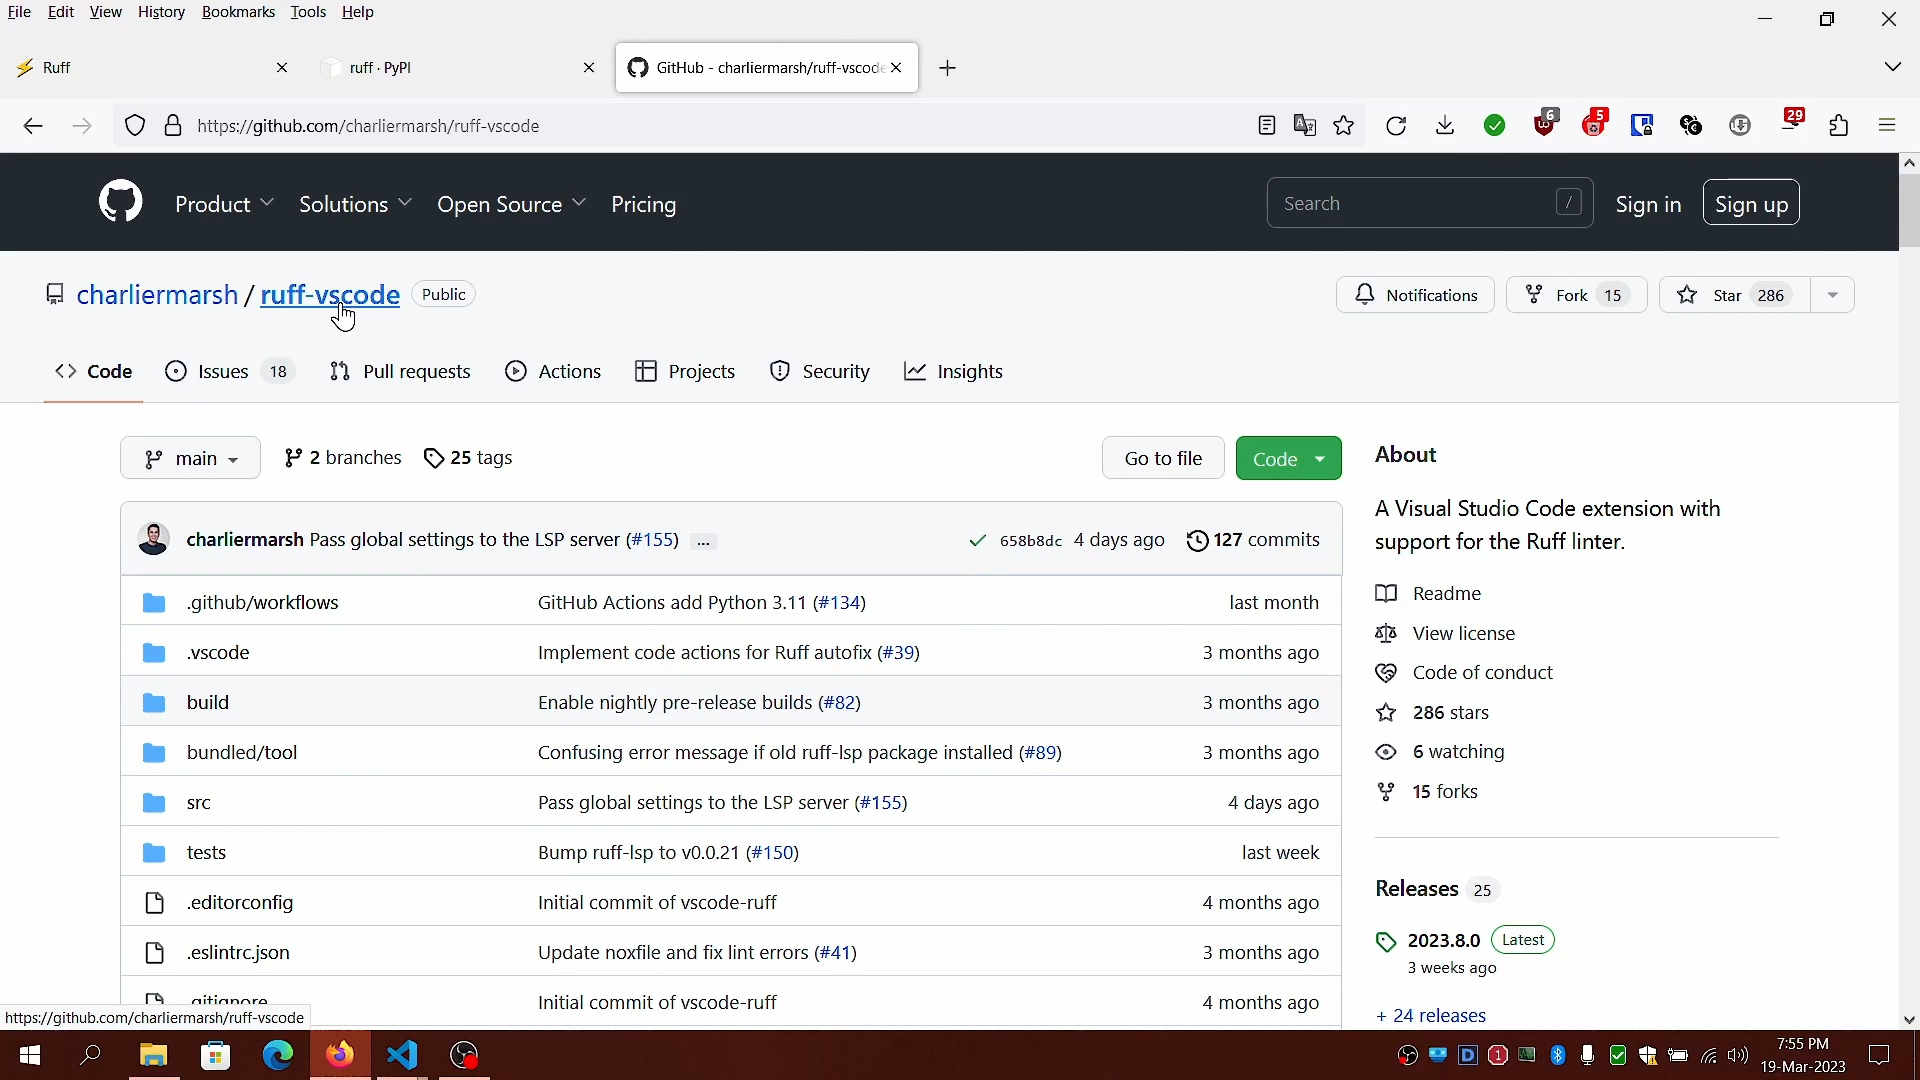 File Edit View History Bookmarks Tools Help
Ruff
ruff · PyPI
GitHub - charliermarsh/ruff-vscode
https://github.com/charliermarsh/ruff-vscode
6
5
29
Product Solutions Open Source Pricing
Search /
Sign in
Sign up
charliermarsh / ruff-vscode Public
Notifications
Fork 15
Star 286
Code
Issues 18
Pull requests
Actions
Projects
Security
Insights
main
2 branches
25 tags
Go to file
Code
charliermarsh Pass global settings to the LSP server (#155) ...
658b8dc 4 days ago
127 commits
.github/workflows GitHub Actions add Python 3.11 (#134) last month
.vscode Implement code actions for Ruff autofix (#39) 3 months ago
build Enable nightly pre-release builds (#82) 3 months ago
bundled/tool Confusing error message if old ruff-lsp package installed (#89) 3 months ago
src Pass global settings to the LSP server (#155) 4 days ago
tests Bump ruff-lsp to v0.0.21 (#150) last week
.editorconfig Initial commit of vscode-ruff 4 months ago
.eslintrc.json Update noxfile and fix lint errors (#41) 3 months ago
.gitignore Initial commit of vscode-ruff 4 months ago
About
A Visual Studio Code extension with
support for the Ruff linter.
Readme
View license
Code of conduct
286 stars
6 watching
15 forks
Releases 25
2023.8.0 Latest
3 weeks ago
+ 24 releases
https://github.com/charliermarsh/ruff-vscode
7:55 PM
19-Mar-2023